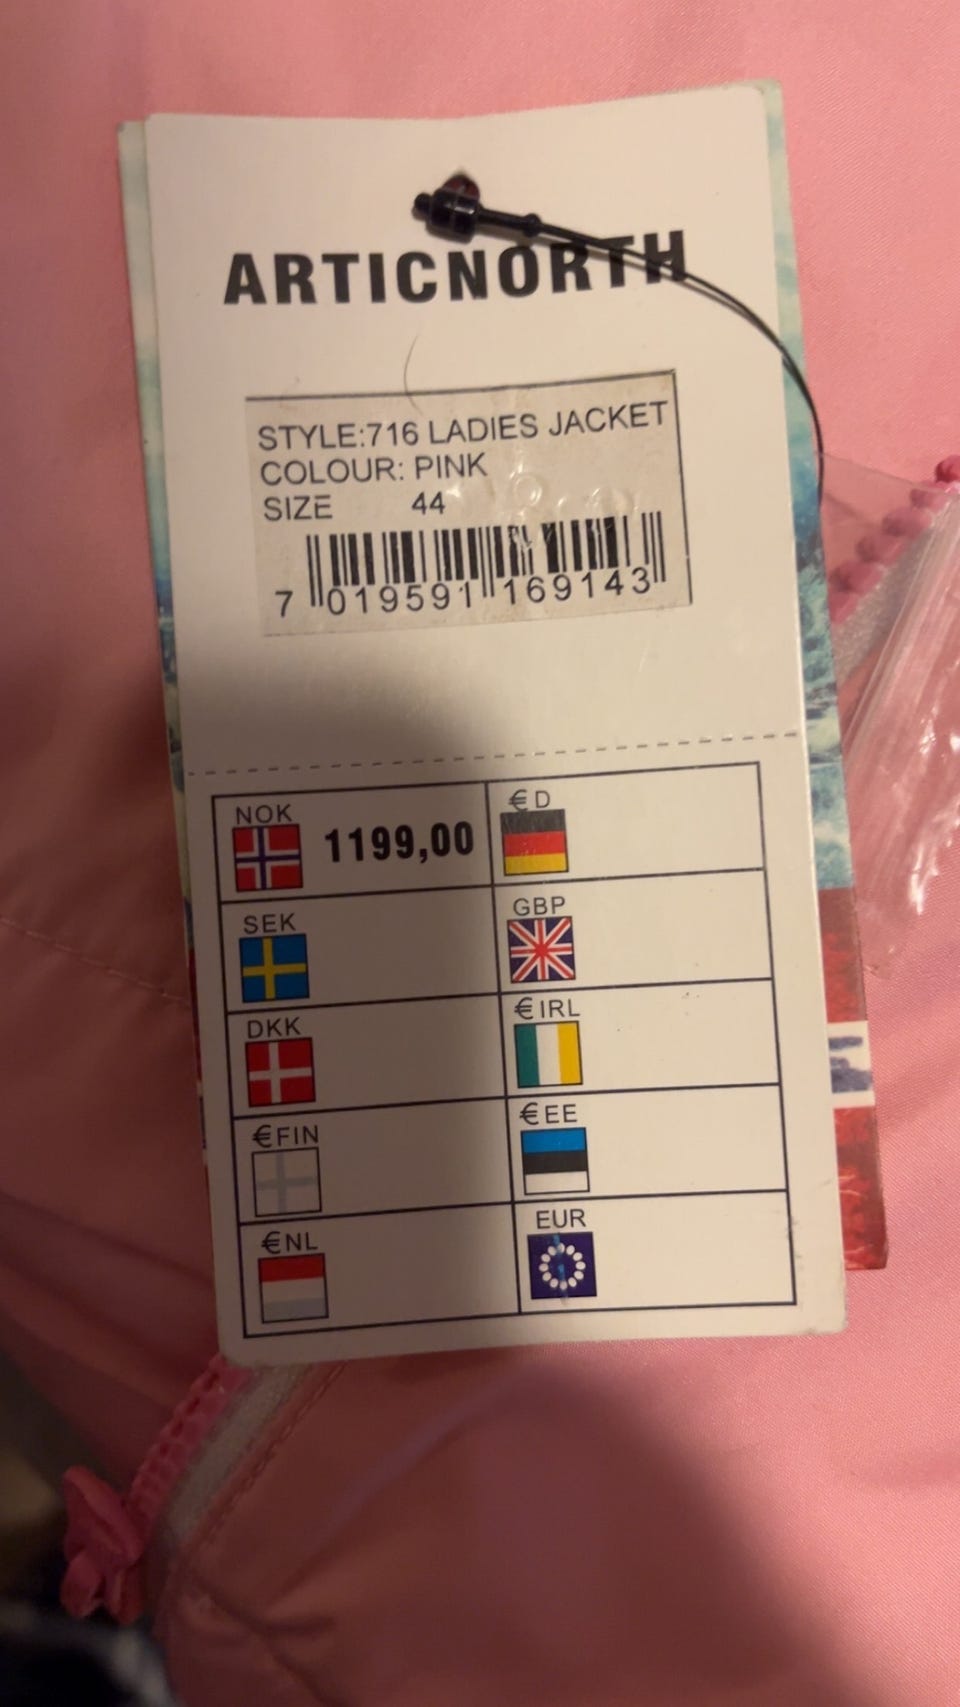 ARTICNORTH
STYLE:716 LADIES JACKET
COLOUR: PINK
SIZE 44
7 019591 169143
NOK 1199,00
€ D
SEK
GBP
DKK
€ IRL
€FIN
€EE
€NL
EUR